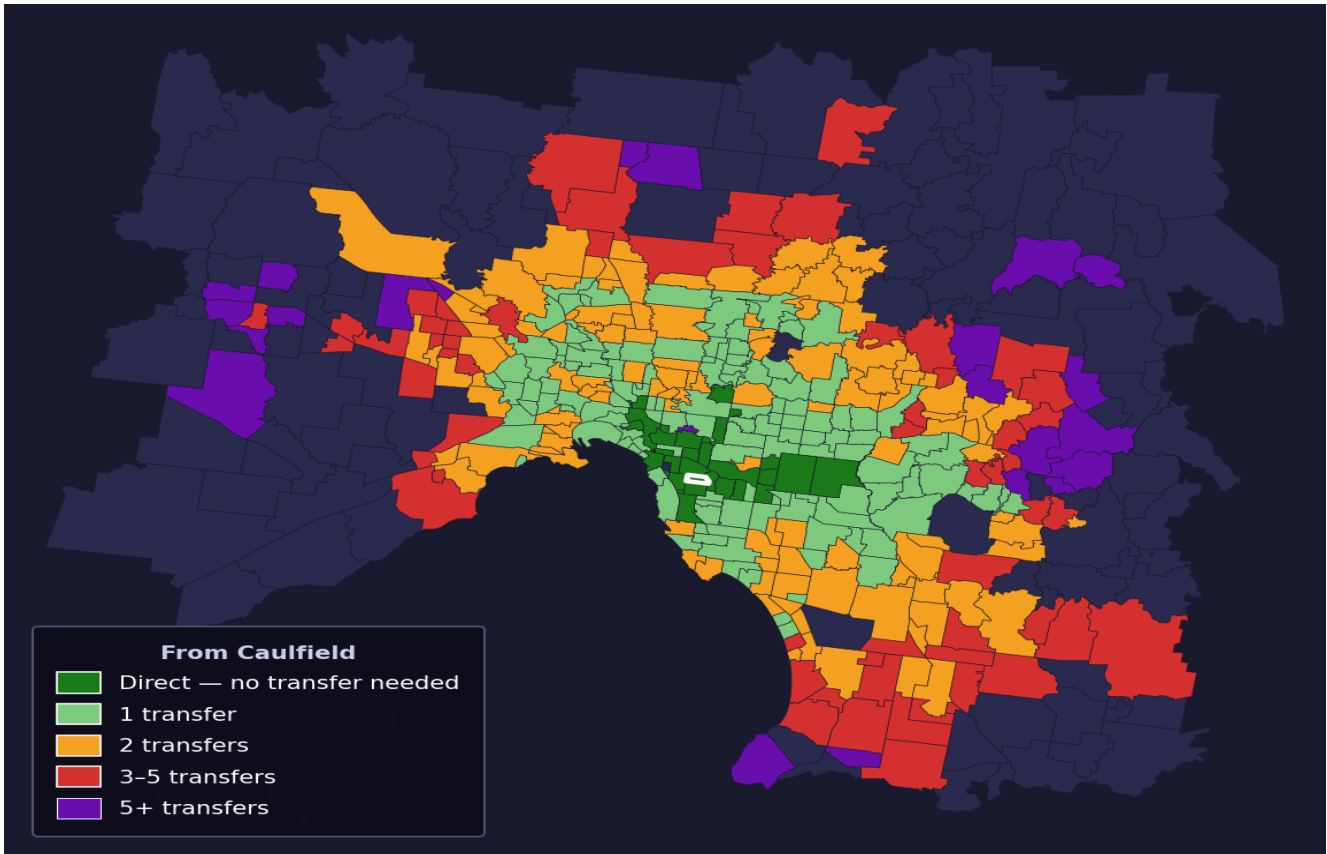 From Caulfield
Direct — no transfer needed
1 transfer
2 transfers
3–5 transfers
5+ transfers